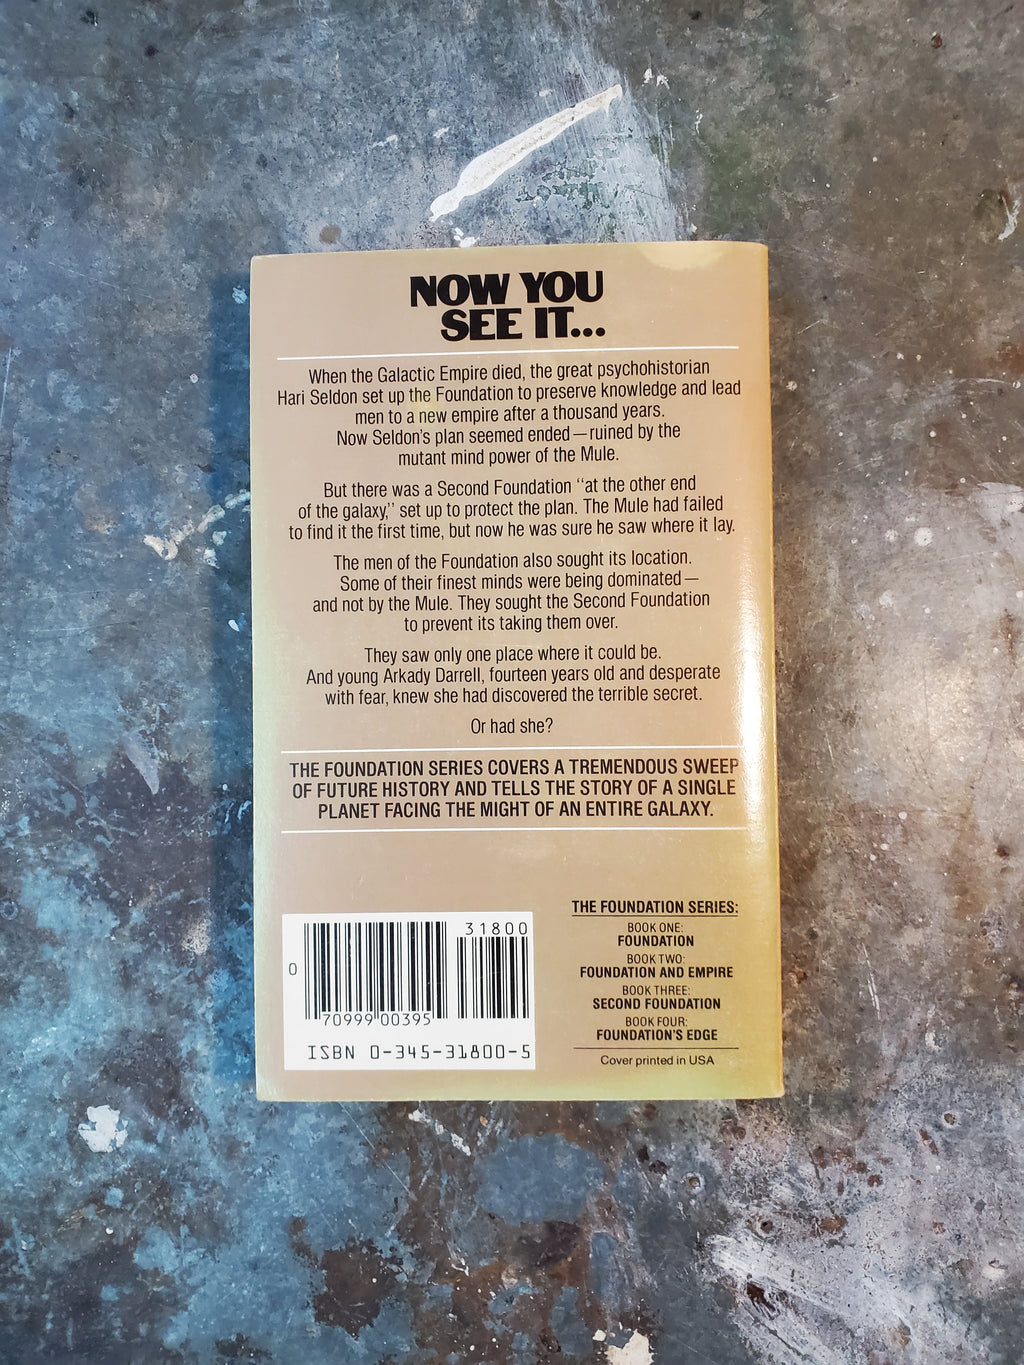 NOW YOU
SEE IT...
When the Galactic Empire died, the great psychohistorian
Hari Seldon set up the Foundation to preserve knowledge and lead
men to a new empire after a thousand years.
Now Seldon's plan seemed ended—ruined by the
mutant mind power of the Mule.
But there was a Second Foundation "at the other end
of the galaxy," set up to protect the plan. The Mule had failed
to find it the first time, but now he was sure he saw where it lay.
The men of the Foundation also sought its location.
Some of their finest minds were being dominated—
and not by the Mule. They sought the Second Foundation
to prevent its taking them over.
They saw only one place where it could be.
And young Arkady Darrell, fourteen years old and desperate
with fear, knew she had discovered the terrible secret.
Or had she?
THE FOUNDATION SERIES COVERS A TREMENDOUS SWEEP
OF FUTURE HISTORY AND TELLS THE STORY OF A SINGLE
PLANET FACING THE MIGHT OF AN ENTIRE GALAXY.
31800
0
70999 00395
ISBN 0-345-31800-5
THE FOUNDATION SERIES:
BOOK ONE:
FOUNDATION
BOOK TWO:
FOUNDATION AND EMPIRE
BOOK THREE:
SECOND FOUNDATION
BOOK FOUR:
FOUNDATION'S EDGE
Cover printed in USA